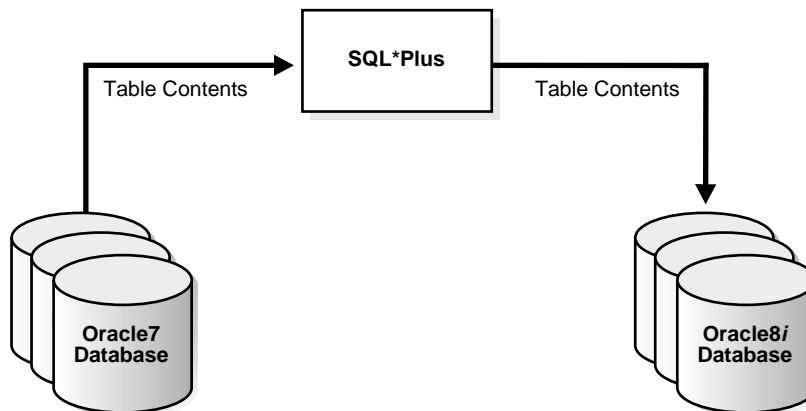 SQL*Plus
Table Contents
Table Contents
Oracle7
Database
Oracle8i
Database